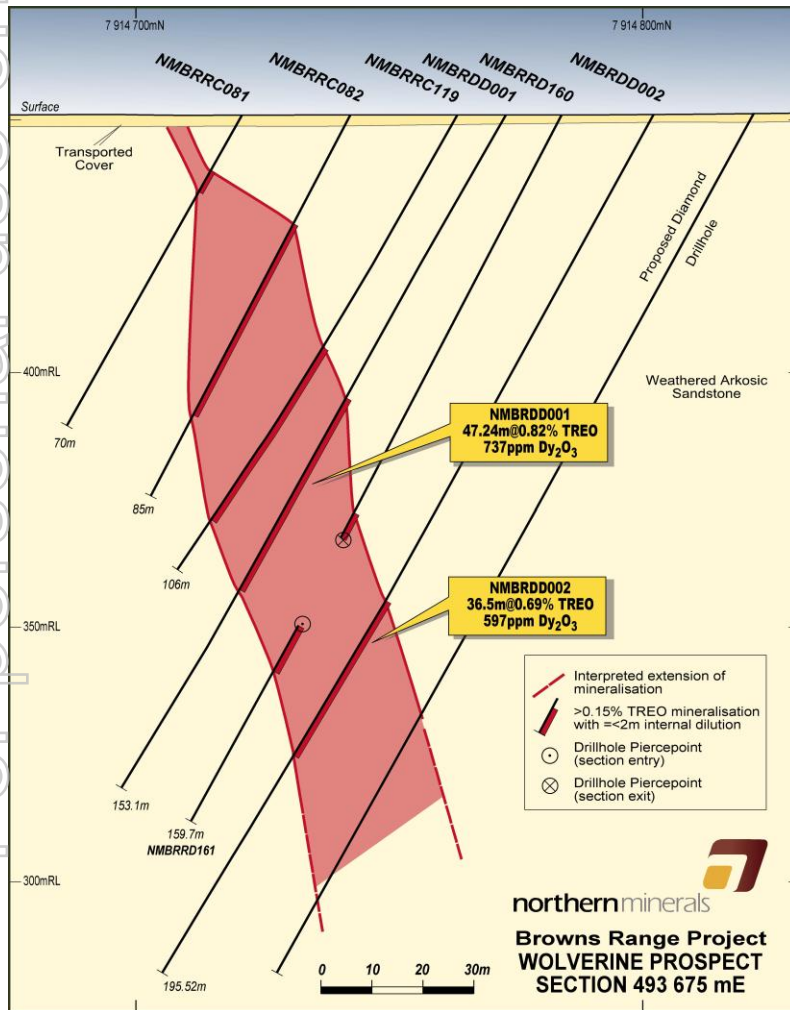 7 914 700mN
7 914 800mN
NMBRRC081
NMBRRC082
NMBRRC119
NMBRDD001
NMBRRD160
NMBRDD002
Surface
Transported
Cover
Proposed Diamond
Drillhole
400mRL
Weathered Arkosic
Sandstone
NMBRDD001
47.24m@0.82% TREO
737ppm Dy₂O₃
70m
85m
106m
NMBRDD002
36.5m@0.69% TREO
597ppm Dy₂O₃
350mRL
Interpreted extension of
mineralisation
>0.15% TREO mineralisation
with =<2m internal dilution
Drillhole Piercepoint
(section entry)
Drillhole Piercepoint
(section exit)
153.1m
159.7m
NMBRRD161
300mRL
northernminerals
Browns Range Project
WOLVERINE PROSPECT
SECTION 493 675 mE
195.52m
0 10 20 30m